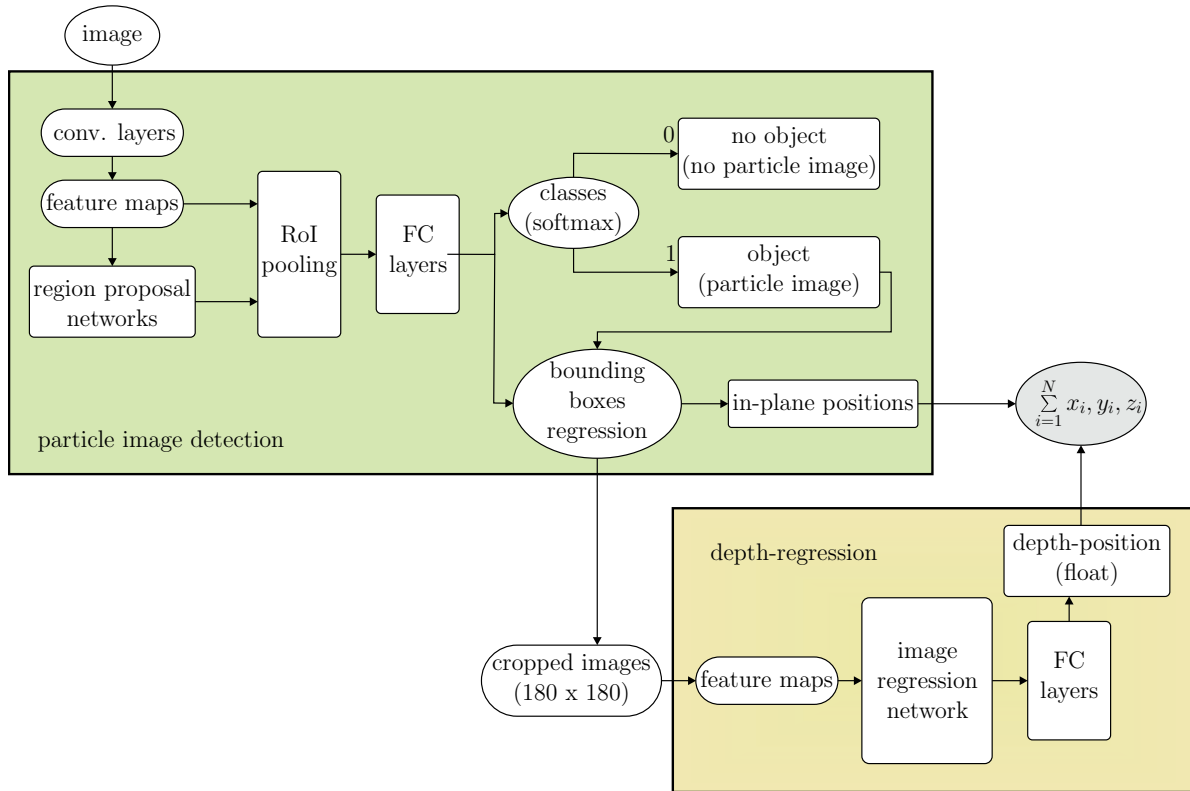 image
conv. layers
feature maps
region proposal
networks
RoI
pooling
FC
layers
classes
(softmax)
0
no object
(no particle image)
1
object
(particle image)
bounding
boxes
regression
in-plane positions
particle image detection
N
∑ x_i, y_i, z_i
i=1
cropped images
(180 x 180)
depth-regression
feature maps
image
regression
network
FC
layers
depth-position
(float)